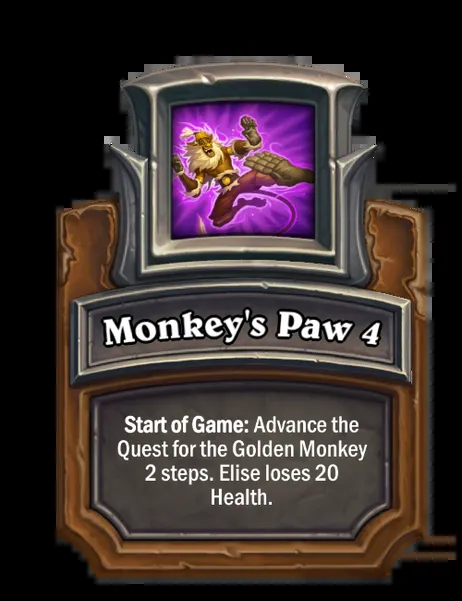 Monkey's Paw 4
Start of Game: Advance the
Quest for the Golden Monkey
2 steps. Elise loses 20
Health.